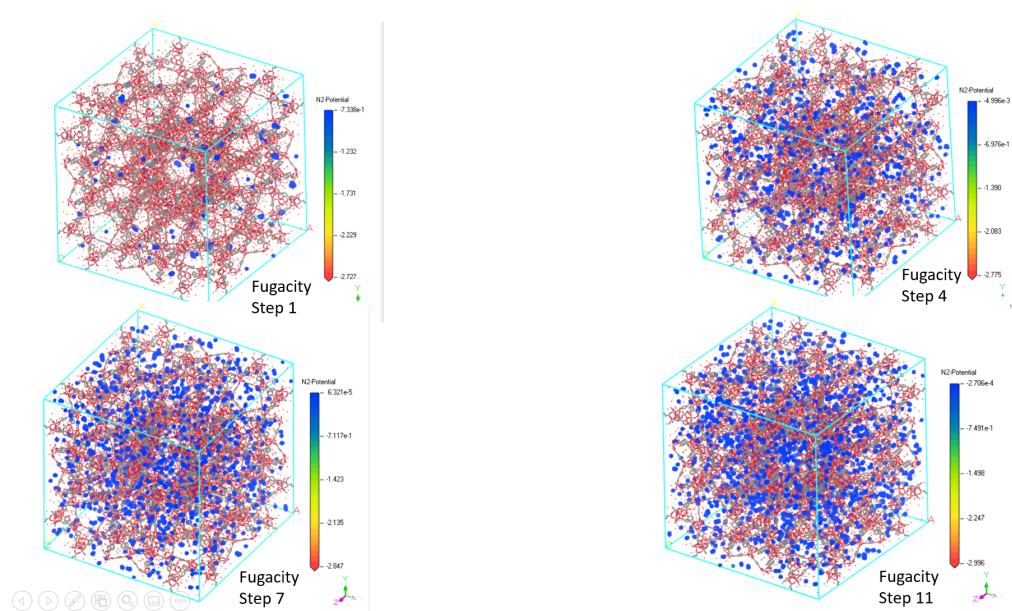 B
N2-Potential
-7.338e-1
-1.232
-1.731
-2.229
-2.727
A
Y
Fugacity
Step 1
B
N2-Potential
-4.996e-3
-6.976e-1
-1.390
-2.083
-2.775
A
Y
Fugacity
Step 4
B
N2-Potential
6.321e-5
-7.117e-1
-1.423
-2.135
-2.847
A
Y
Z
Fugacity
Step 7
B
N2-Potential
-2.706e-4
-7.491e-1
-1.498
-2.247
-2.996
A
Y
Z
Fugacity
Step 11